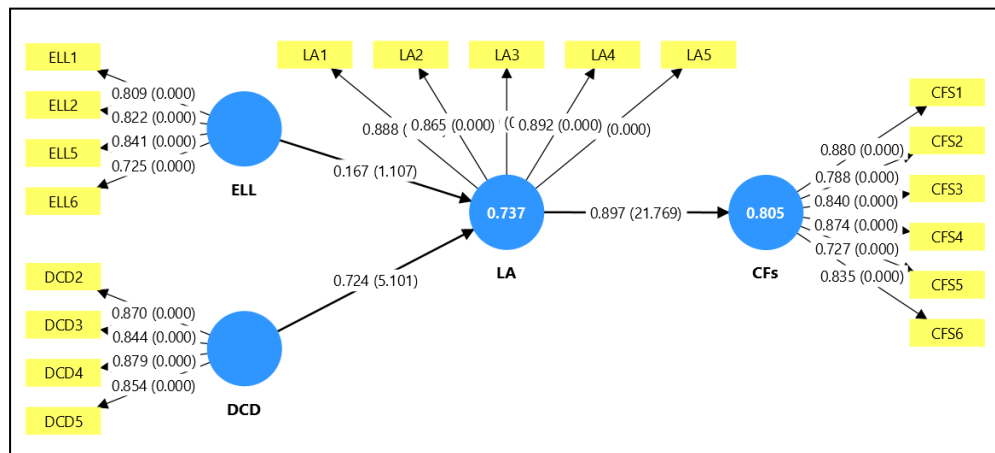 ELL1
ELL2
ELL5
ELL6
0.809 (0.000)
0.822 (0.000)
0.841 (0.000)
0.725 (0.000)
ELL
LA1
LA2
LA3
LA4
LA5
0.888 (
0.865 (0.000)
0.892 (0.000)
(0.000)
0.167 (1.107)
0.737
LA
0.897 (21.769)
0.805
CFs
0.724 (5.101)
CFS1
CFS2
CFS3
CFS4
CFS5
CFS6
0.880 (0.000)
0.788 (0.000)
0.840 (0.000)
0.874 (0.000)
0.727 (0.000)
0.835 (0.000)
DCD2
DCD3
DCD4
DCD5
0.870 (0.000)
0.844 (0.000)
0.879 (0.000)
0.854 (0.000)
DCD